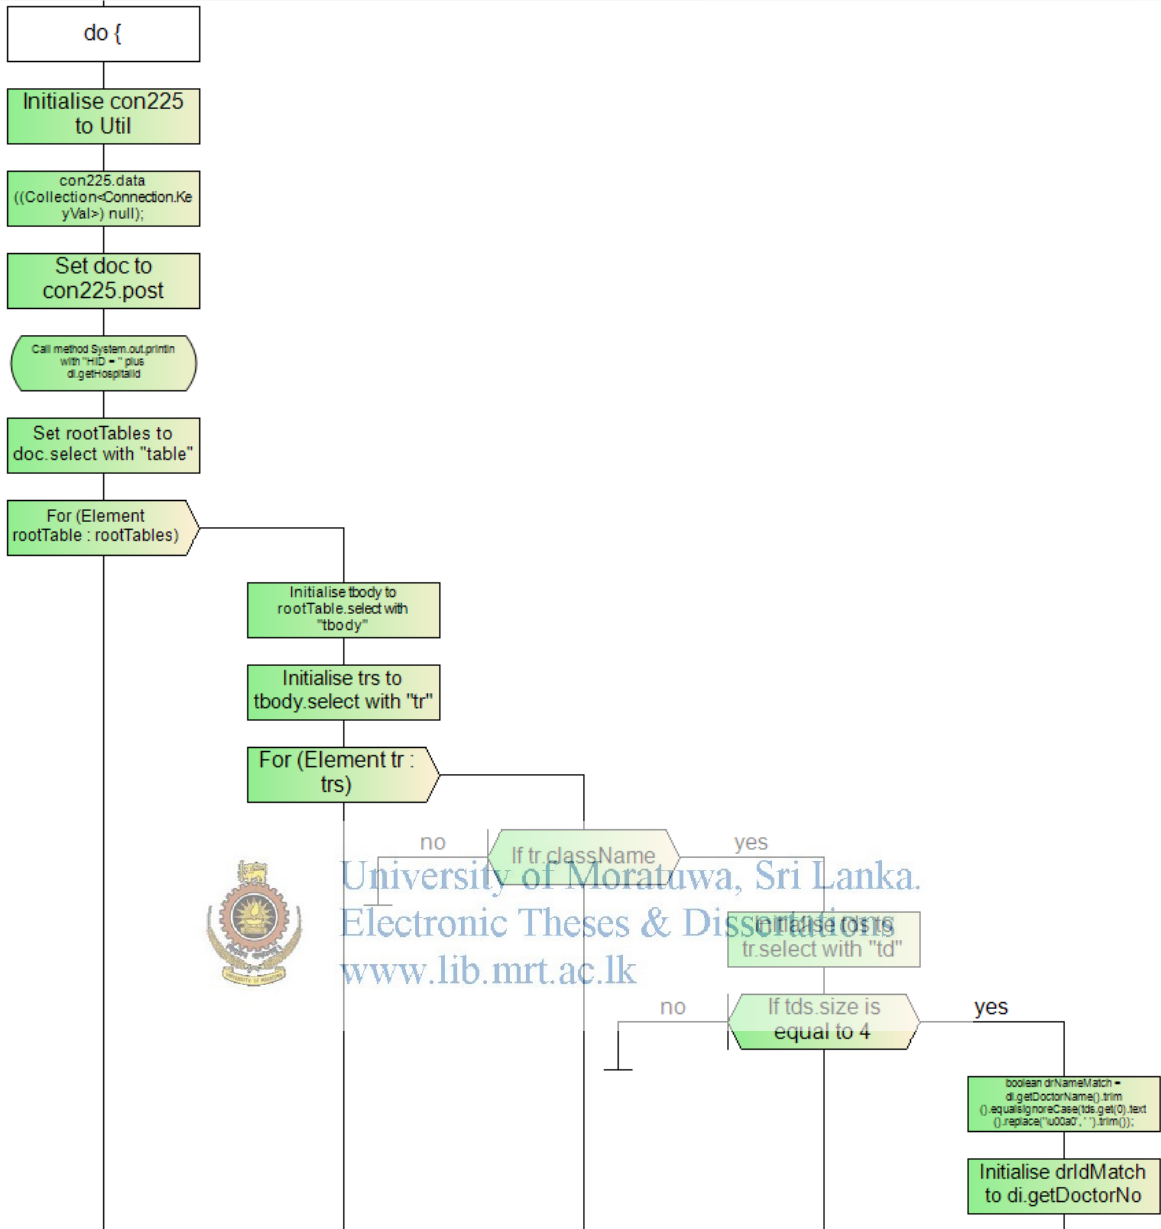 do {
Initialise con225
to Util
con225.data
((Collection<Connection.Ke
yVal>) null);
Set doc to
con225.post
Call method System.out.println
with "HID = " plus
di.getHospitalId
Set rootTables to
doc.select with "table"
For (Element
rootTable : rootTables)
Initialise tbody to
rootTable.select with
"tbody"
Initialise trs to
tbody.select with "tr"
For (Element tr :
trs)
no
If tr.className
yes
University of Moratuwa, Sri Lanka.
Electronic Theses & Dissertations
www.lib.mrt.ac.lk
Initialise tds to
tr.select with "td"
no
If tds.size is
equal to 4
yes
boolean drNameMatch =
di.getDoctorName().trim
().equalsIgnoreCase(tds.get(0).text
().replace('\u00a0', ' ').trim());
Initialise drIdMatch
to di.getDoctorNo